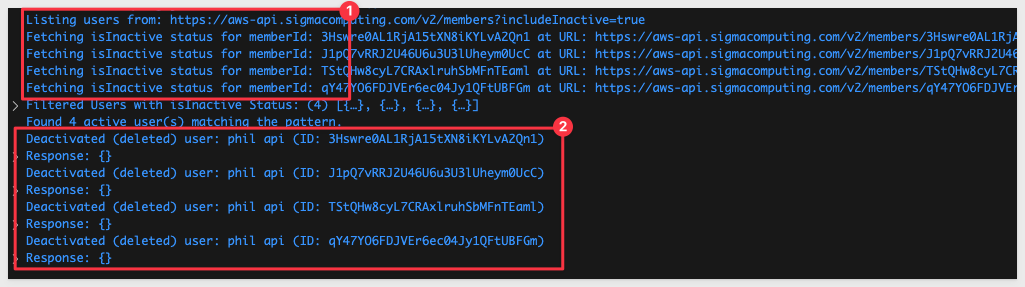 1
Listing users from: https://aws-api.sigmacomputing.com/v2/members?includeInactive=true
Fetching isInactive status for memberId: 3Hswre0AL1RjA15tXN8iKYLvA2Qn1 at URL: https://aws-api.sigmacomputing.com/v2/members/3Hswre0AL1RjA
Fetching isInactive status for memberId: J1pQ7vRRJZU46U6u3U3lUheym0UcC at URL: https://aws-api.sigmacomputing.com/v2/members/J1pQ7vRRJZU46
Fetching isInactive status for memberId: TStQHw8cyL7CRAxlruhSbMFnTEaml at URL: https://aws-api.sigmacomputing.com/v2/members/TStQHw8cyL7CR
Fetching isInactive status for memberId: qY47YO6FDJVEr6ec04Jy1QFtUBFGm at URL: https://aws-api.sigmacomputing.com/v2/members/qY47YO6FDJVEr
> Filtered Users with isInactive Status: (4) [{…}, {…}, {…}, {…}]
Found 4 active user(s) matching the pattern.
2
Deactivated (deleted) user: phil api (ID: 3Hswre0AL1RjA15tXN8iKYLvA2Qn1)
> Response: {}
Deactivated (deleted) user: phil api (ID: J1pQ7vRRJZU46U6u3U3lUheym0UcC)
> Response: {}
Deactivated (deleted) user: phil api (ID: TStQHw8cyL7CRAxlruhSbMFnTEaml)
> Response: {}
Deactivated (deleted) user: phil api (ID: qY47YO6FDJVEr6ec04Jy1QFtUBFGm)
> Response: {}